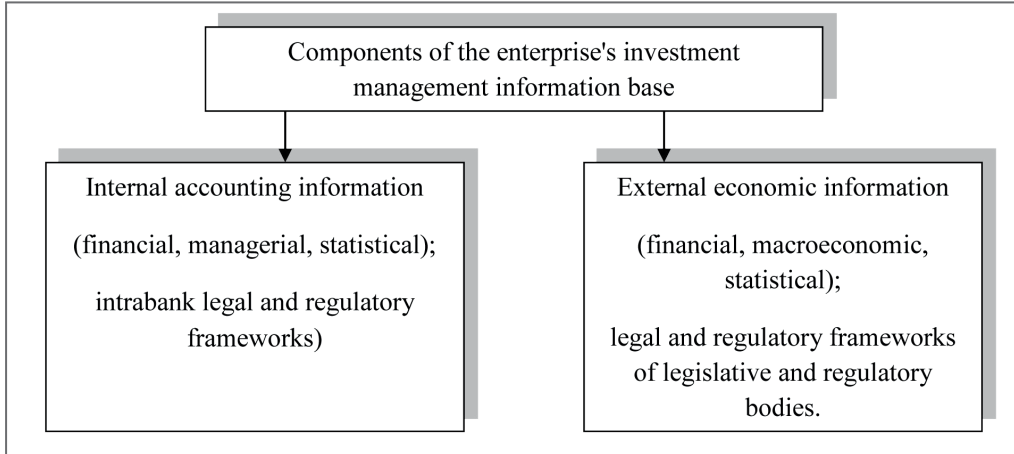 Components of the enterprise's investment
management information base
Internal accounting information
(financial, managerial, statistical);
intrabank legal and regulatory
frameworks)
External economic information
(financial, macroeconomic,
statistical);
legal and regulatory frameworks
of legislative and regulatory
bodies.